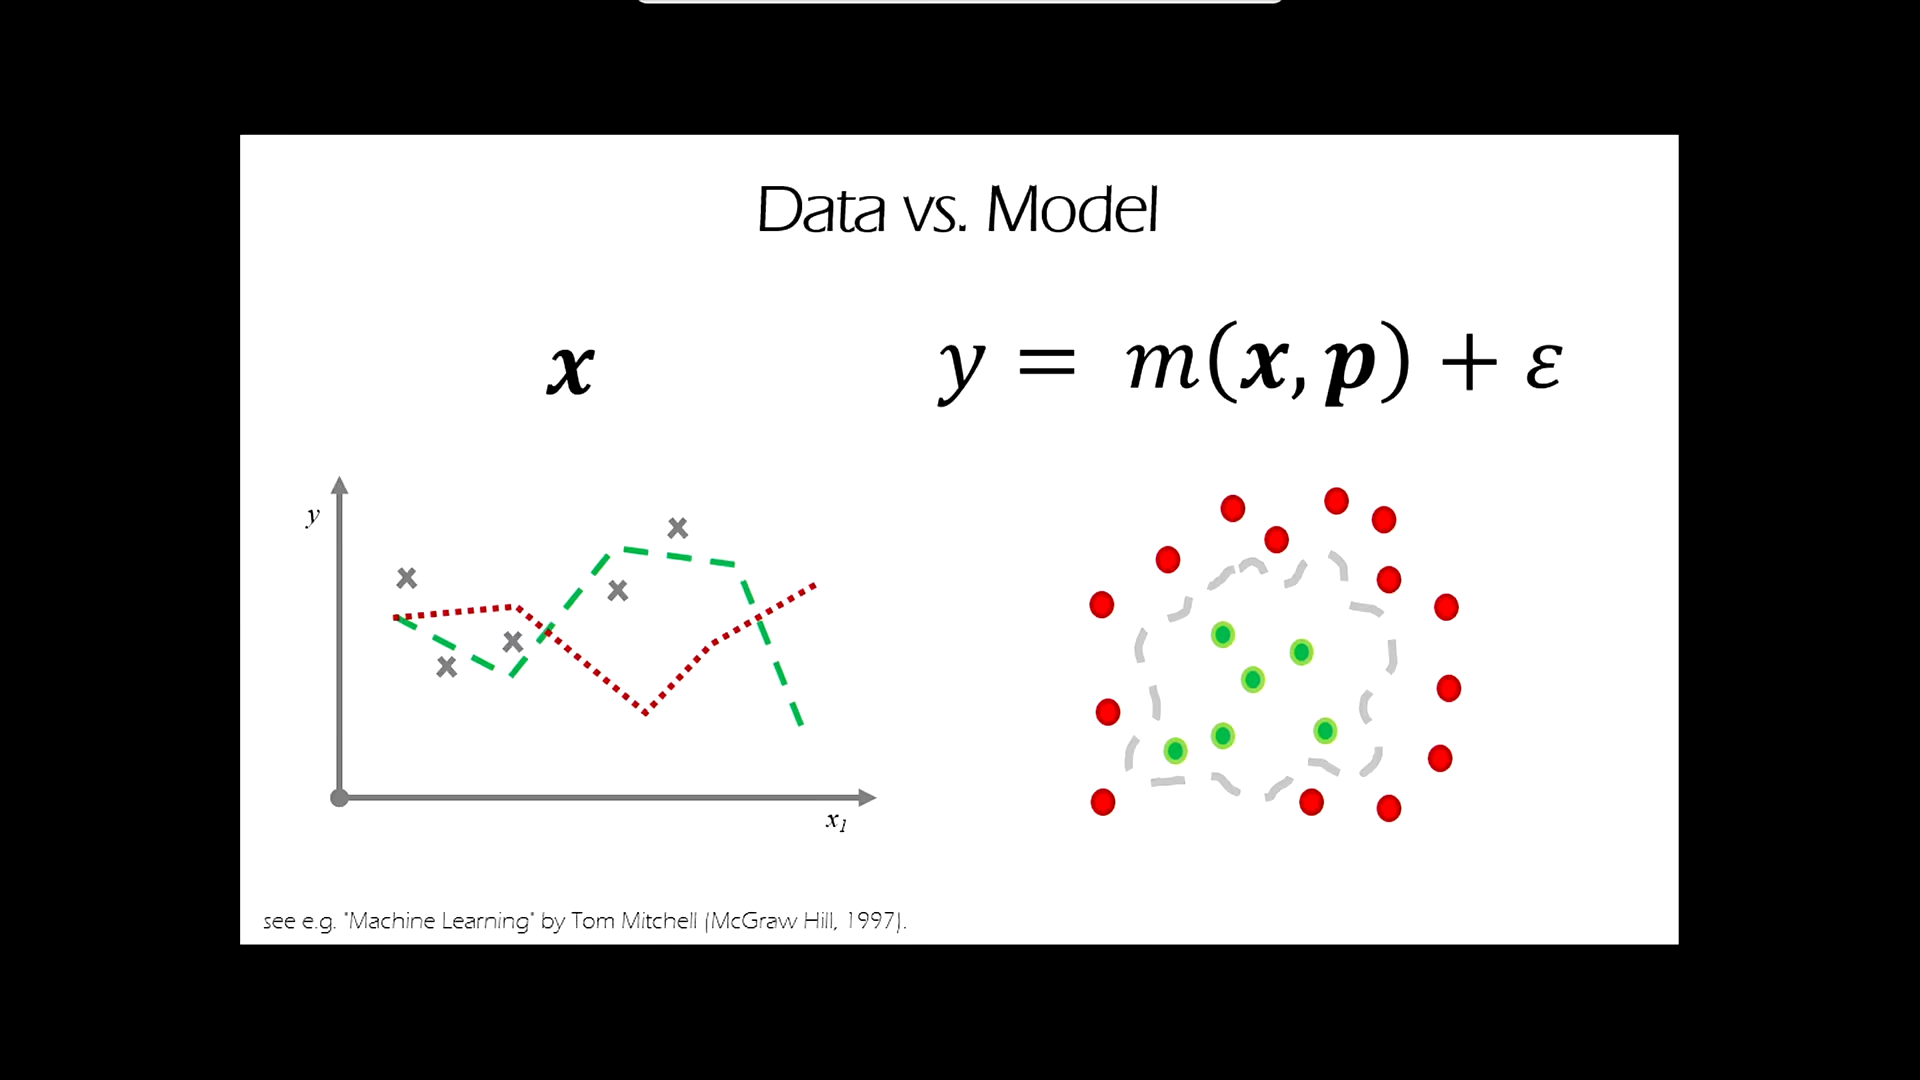 Data vs. Model
x
y = m(x, p) + ε
y
x₁
see e.g. "Machine Learning" by Tom Mitchell (McGraw Hill, 1997).